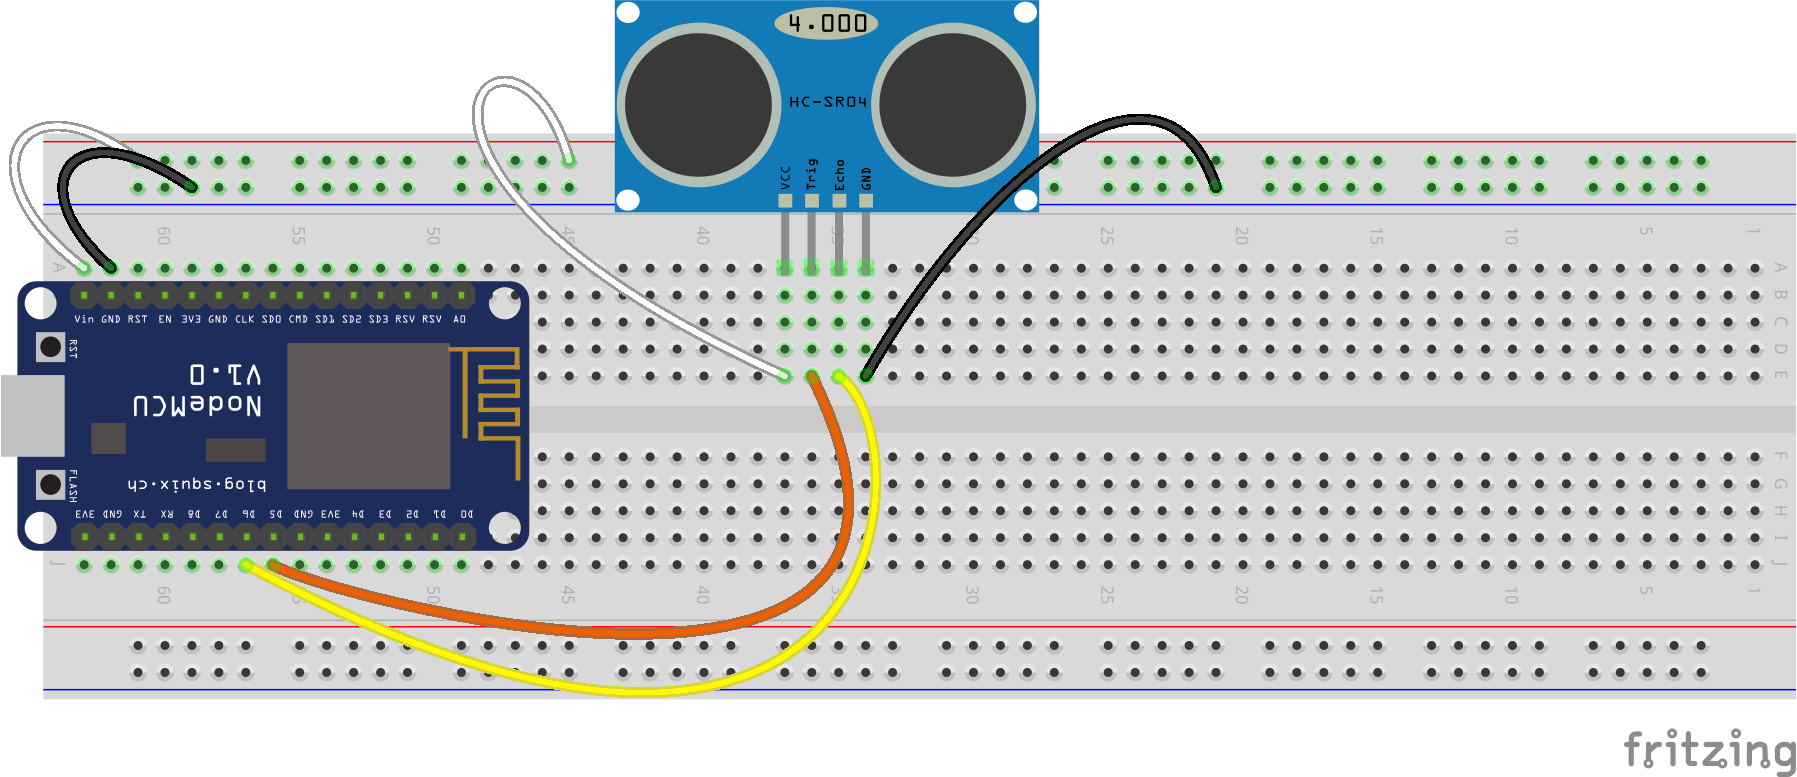 4.000
HC-SR04
VCC Trig Echo GND
60 55 50 45 40 35 30 25 20 15 10 5 1
A A
B
C
D
E
Vin GND RST EN 3V3 GND CLK SD0 CMD SD1 SD2 SD3 RSV RSV A0
RST
V1.0
NodeMCU
FLASH
blog.squix.ch
3V3 GND TX RX D8 D7 D6 D5 GND 3V3 D4 D3 D2 D1 D0
F
G
H
I
J J
60 55 50 45 40 35 30 25 20 15 10 5 1
fritzing